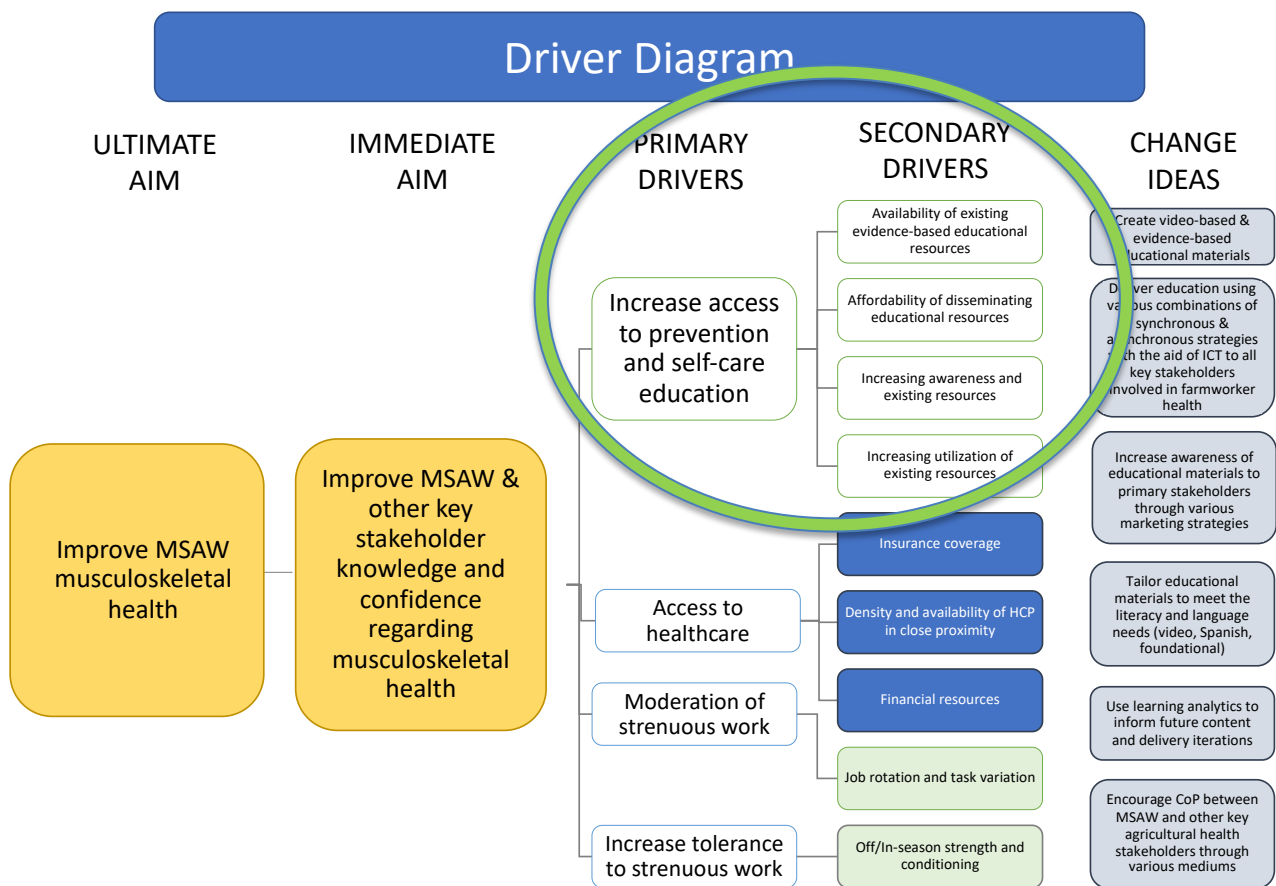 Driver Diagram
ULTIMATE
AIM
IMMEDIATE
AIM
PRIMARY
DRIVERS
SECONDARY
DRIVERS
CHANGE
IDEAS
Improve MSAW
musculoskeletal
health
Improve MSAW &
other key
stakeholder
knowledge and
confidence
regarding
musculoskeletal
health
Increase access
to prevention
and self-care
education
Access to
healthcare
Moderation of
strenuous work
Increase tolerance
to strenuous work
Availability of existing
evidence-based educational
resources
Affordability of disseminating
educational resources
Increasing awareness and
existing resources
Increasing utilization of
existing resources
Insurance coverage
Density and availability of HCP
in close proximity
Financial resources
Job rotation and task variation
Off/In-season strength and
conditioning
Create video-based &
evidence-based
educational materials
Deliver education using
various combinations of
synchronous &
asynchronous strategies
with the aid of ICT to all
key stakeholders
involved in farmworker
health
Increase awareness of
educational materials to
primary stakeholders
through various
marketing strategies
Tailor educational
materials to meet the
literacy and language
needs (video, Spanish,
foundational)
Use learning analytics to
inform future content
and delivery iterations
Encourage CoP between
MSAW and other key
agricultural health
stakeholders through
various mediums